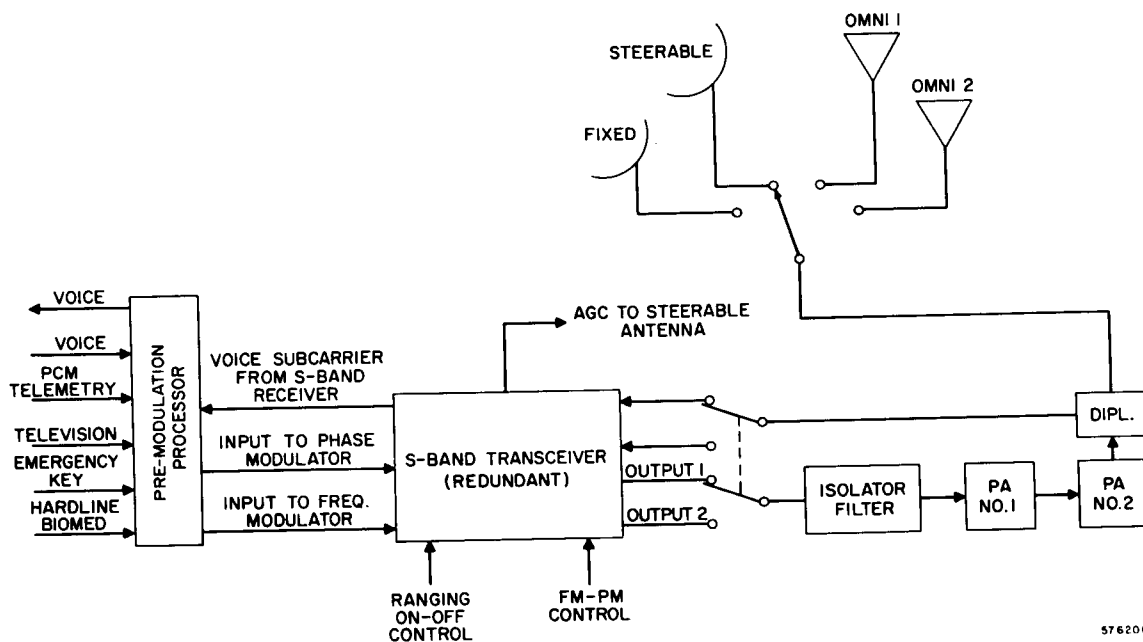 OMNI 1
STEERABLE
OMNI 2
FIXED
VOICE
VOICE
PCM
TELEMETRY
TELEVISION
EMERGENCY
KEY
HARDLINE
BIOMED
PRE-MODULATION
PROCESSOR
AGC TO STEERABLE
ANTENNA
VOICE SUBCARRIER
FROM S-BAND
RECEIVER
INPUT TO PHASE
MODULATOR
INPUT TO FREQ.
MODULATOR
S-BAND TRANSCEIVER
(REDUNDANT)
OUTPUT 1
OUTPUT 2
ISOLATOR
FILTER
PA
NO.1
PA
NO.2
DIPL.
RANGING
ON-OFF
CONTROL
FM-PM
CONTROL